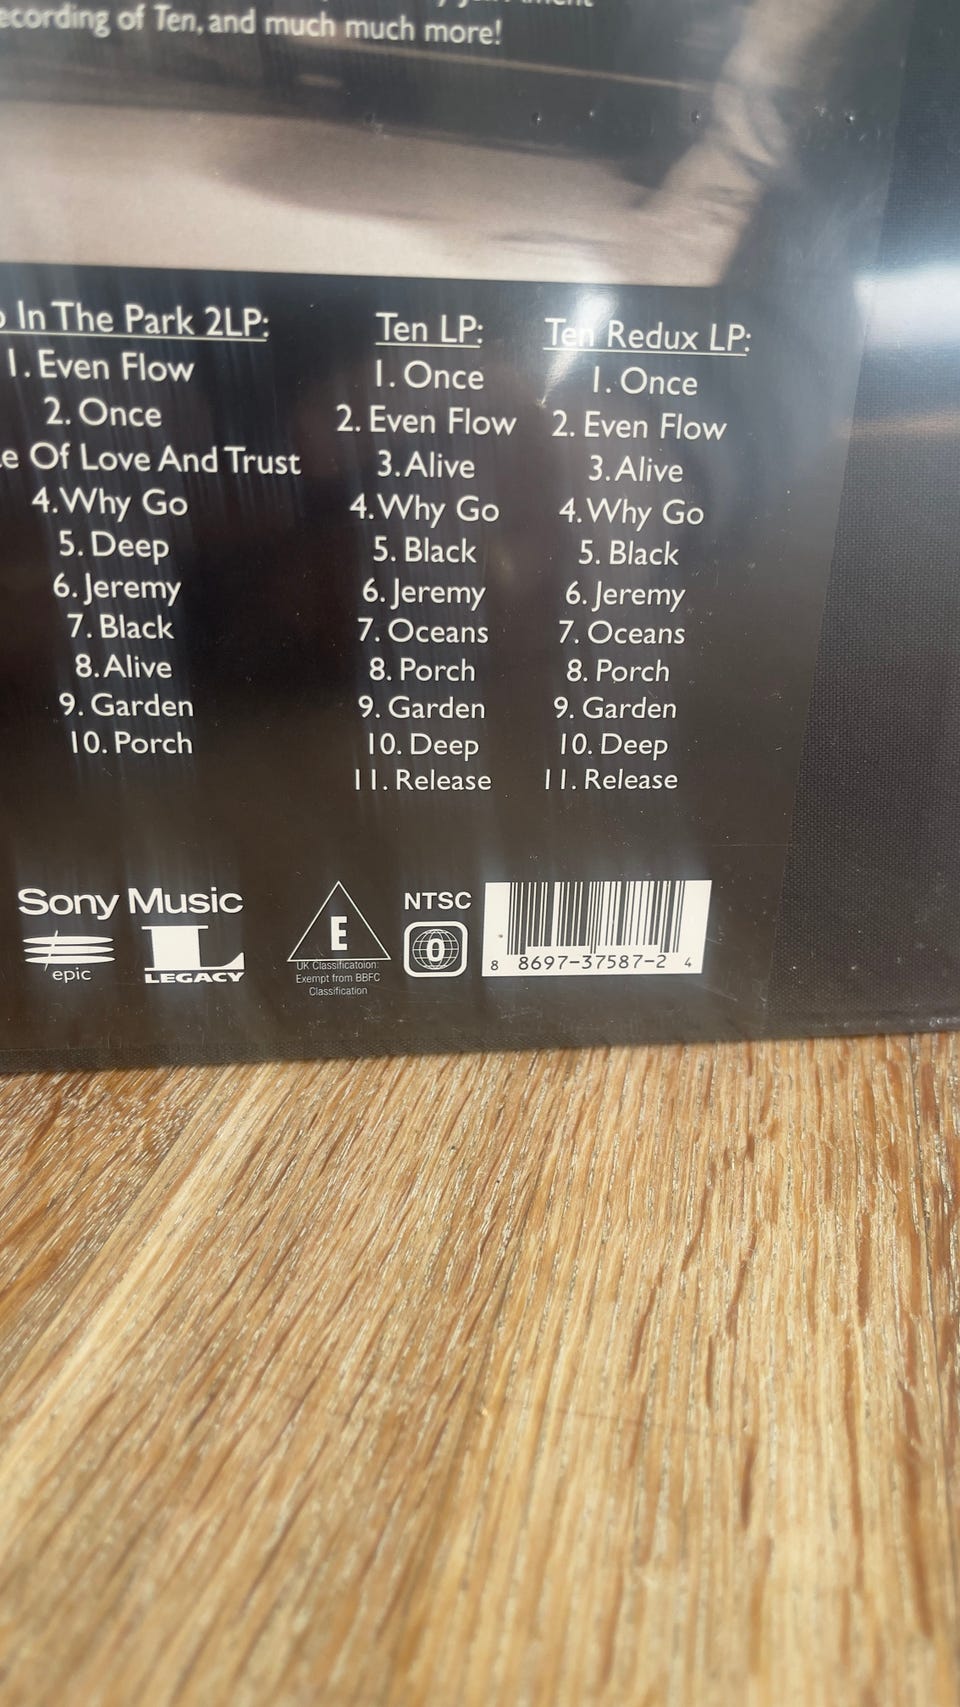 recording of Ten, and much much more!
In The Park 2LP:
1. Even Flow
2. Once
Of Love And Trust
4. Why Go
5. Deep
6. Jeremy
7. Black
8. Alive
9. Garden
10. Porch
Ten LP:
1. Once
2. Even Flow
3. Alive
4. Why Go
5. Black
6. Jeremy
7. Oceans
8. Porch
9. Garden
10. Deep
11. Release
Ten Redux LP:
1. Once
2. Even Flow
3. Alive
4. Why Go
5. Black
6. Jeremy
7. Oceans
8. Porch
9. Garden
10. Deep
11. Release
Sony Music
epic
L
LEGACY
E
UK Classificatoion:
Exempt from BBFC
Classification
NTSC
0
8 8697-37587-2 4